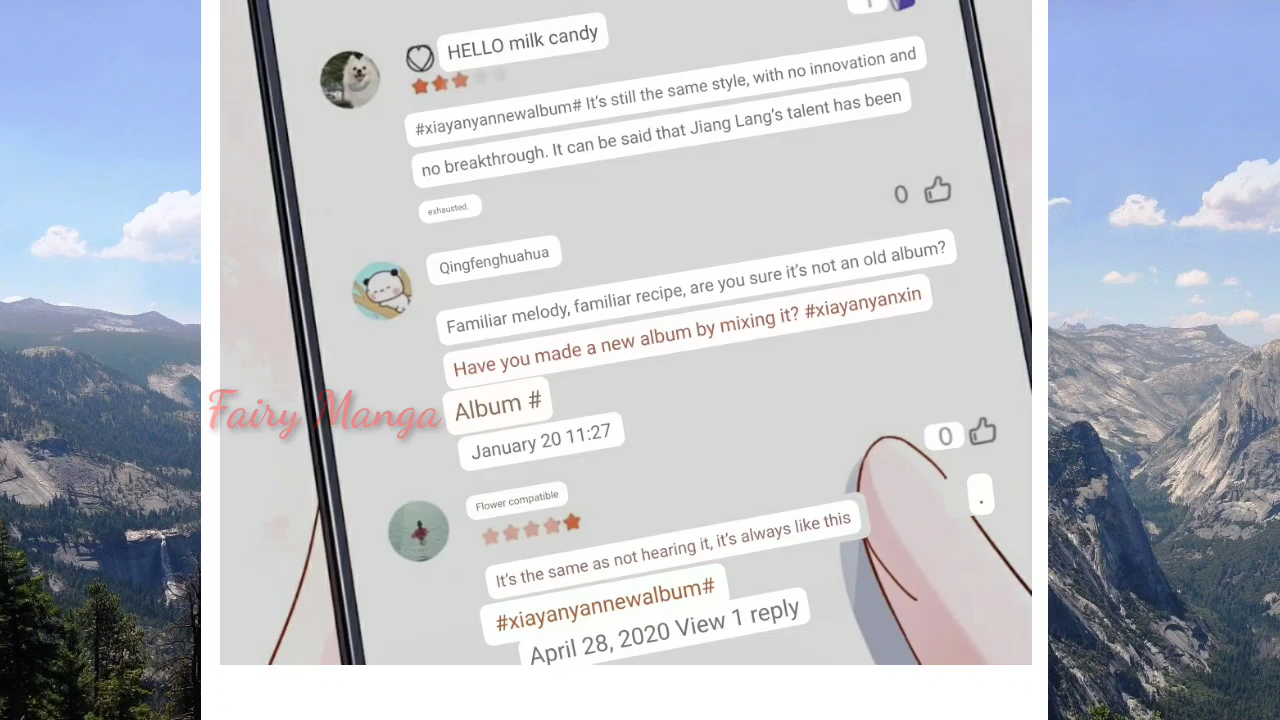 HELLO milk candy
#xiayanyannewalbum# It's still the same style, with no innovation and
no breakthrough. It can be said that Jiang Lang's talent has been
exhausted.
0
Qingfenghuahua
Familiar melody, familiar recipe, are you sure it's not an old album?
Have you made a new album by mixing it? #xiayanyanxin
Album #
January 20 11:27
0
Fairy Manga
Flower compatible
.
It's the same as not hearing it, it's always like this
#xiayanyannewalbum#
April 28, 2020 View 1 reply